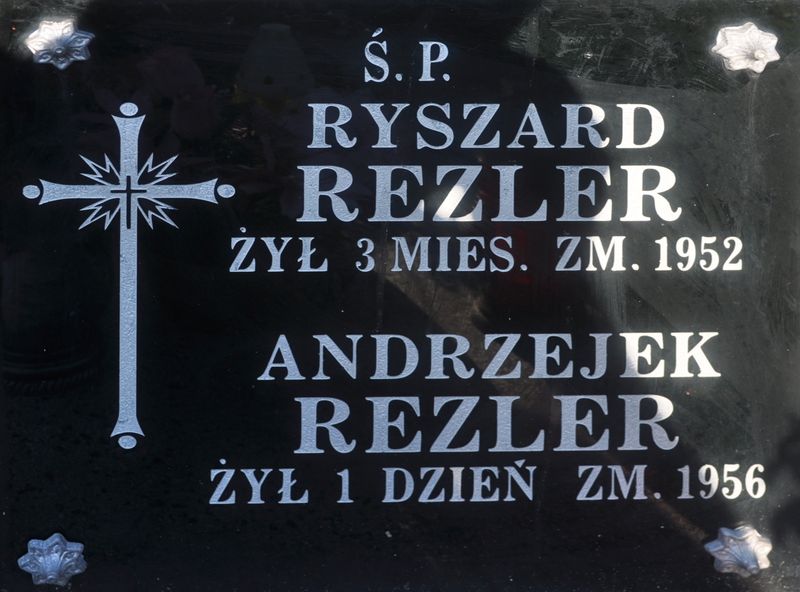 Ś. P.
RYSZARD
REZLER
ŻYŁ 3 MIES. ZM. 1952
ANDRZEJEK
REZLER
ŻYŁ 1 DZIEŃ ZM. 1956